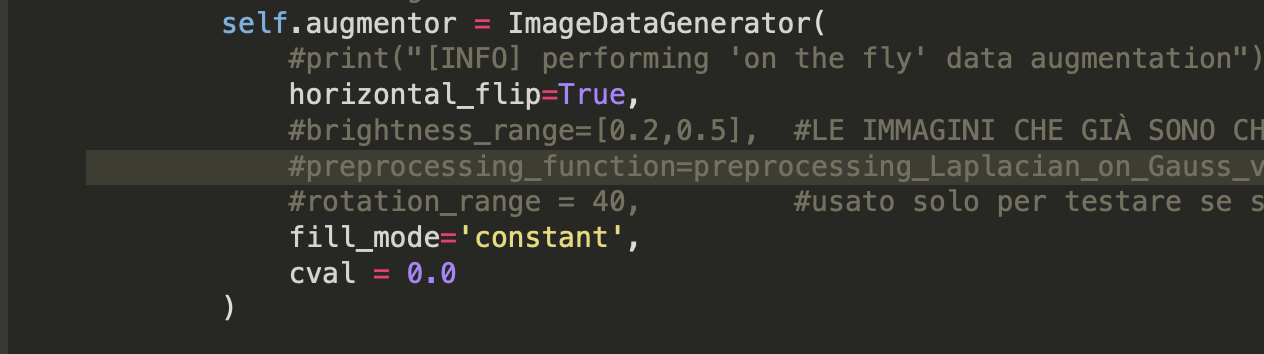 self.augmentor = ImageDataGenerator(
#print("[INFO] performing 'on the fly' data augmentation")
horizontal_flip=True,
#brightness_range=[0.2,0.5], #LE IMMAGINI CHE GIÀ SONO CH
#preprocessing_function=preprocessing_Laplacian_on_Gauss_v
#rotation_range = 40, #usato solo per testare se s
fill_mode='constant',
cval = 0.0
)